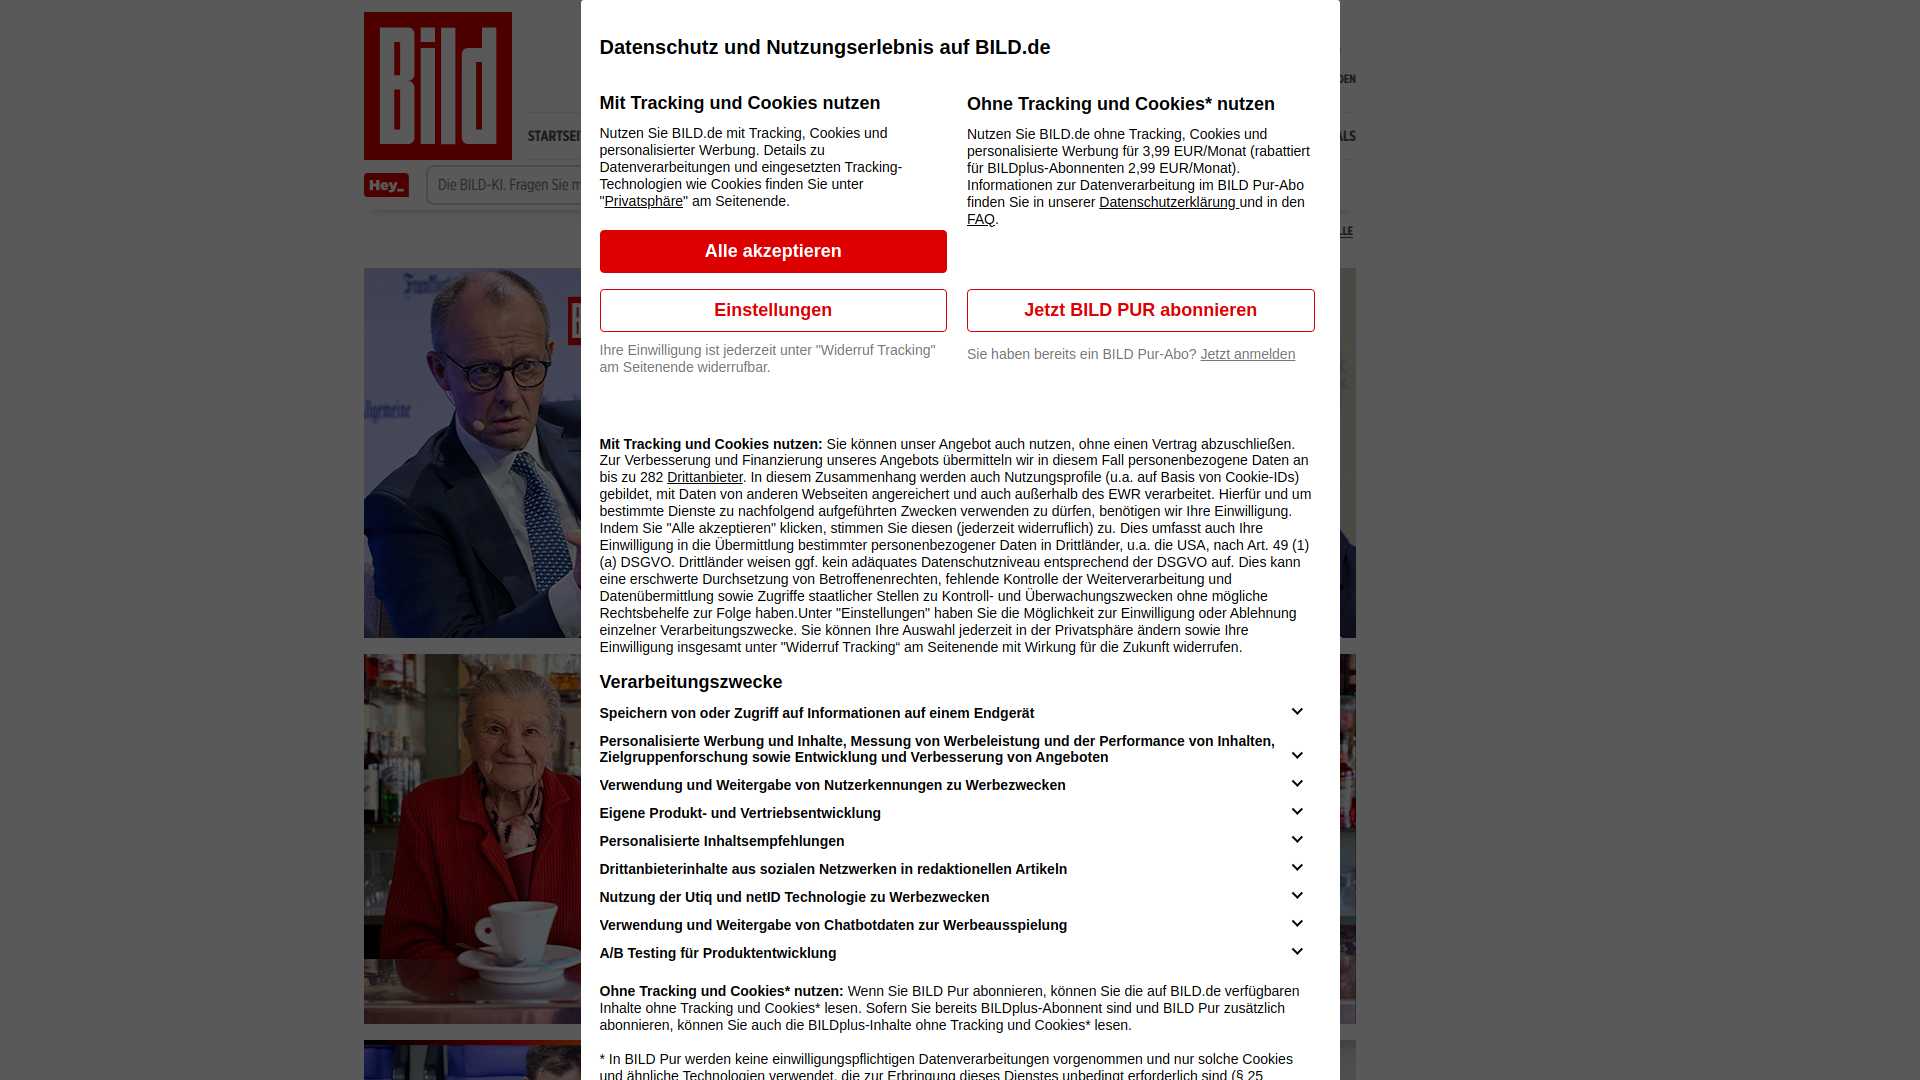 Bild
DEN
STARTSEI
ALS
Hey_
Die BILD-KI. Fragen Sie m
LLE
Datenschutz und Nutzungserlebnis auf BILD.de
Mit Tracking und Cookies nutzen
Nutzen Sie BILD.de mit Tracking, Cookies und
personalisierter Werbung. Details zu
Datenverarbeitungen und eingesetzten Tracking-
Technologien wie Cookies finden Sie unter
"Privatsphäre" am Seitenende.
Alle akzeptieren
Einstellungen
Ihre Einwilligung ist jederzeit unter "Widerruf Tracking"
am Seitenende widerrufbar.
Ohne Tracking und Cookies* nutzen
Nutzen Sie BILD.de ohne Tracking, Cookies und
personalisierte Werbung für 3,99 EUR/Monat (rabattiert
für BILDplus-Abonnenten 2,99 EUR/Monat).
Informationen zur Datenverarbeitung im BILD Pur-Abo
finden Sie in unserer Datenschutzerklärung und in den
FAQ.
Jetzt BILD PUR abonnieren
Sie haben bereits ein BILD Pur-Abo? Jetzt anmelden
Mit Tracking und Cookies nutzen: Sie können unser Angebot auch nutzen, ohne einen Vertrag abzuschließen.
Zur Verbesserung und Finanzierung unseres Angebots übermitteln wir in diesem Fall personenbezogene Daten an
bis zu 282 Drittanbieter. In diesem Zusammenhang werden auch Nutzungsprofile (u.a. auf Basis von Cookie-IDs)
gebildet, mit Daten von anderen Webseiten angereichert und auch außerhalb des EWR verarbeitet. Hierfür und um
bestimmte Dienste zu nachfolgend aufgeführten Zwecken verwenden zu dürfen, benötigen wir Ihre Einwilligung.
Indem Sie "Alle akzeptieren" klicken, stimmen Sie diesen (jederzeit widerruflich) zu. Dies umfasst auch Ihre
Einwilligung in die Übermittlung bestimmter personenbezogener Daten in Drittländer, u.a. die USA, nach Art. 49 (1)
(a) DSGVO. Drittländer weisen ggf. kein adäquates Datenschutzniveau entsprechend der DSGVO auf. Dies kann
eine erschwerte Durchsetzung von Betroffenenrechten, fehlende Kontrolle der Weiterverarbeitung und
Datenübermittlung sowie Zugriffe staatlicher Stellen zu Kontroll- und Überwachungszwecken ohne mögliche
Rechtsbehelfe zur Folge haben.Unter "Einstellungen" haben Sie die Möglichkeit zur Einwilligung oder Ablehnung
einzelner Verarbeitungszwecke. Sie können Ihre Auswahl jederzeit in der Privatsphäre ändern sowie Ihre
Einwilligung insgesamt unter "Widerruf Tracking“ am Seitenende mit Wirkung für die Zukunft widerrufen.
Verarbeitungszwecke
Speichern von oder Zugriff auf Informationen auf einem Endgerät
Personalisierte Werbung und Inhalte, Messung von Werbeleistung und der Performance von Inhalten,
Zielgruppenforschung sowie Entwicklung und Verbesserung von Angeboten
Verwendung und Weitergabe von Nutzerkennungen zu Werbezwecken
Eigene Produkt- und Vertriebsentwicklung
Personalisierte Inhaltsempfehlungen
Drittanbieterinhalte aus sozialen Netzwerken in redaktionellen Artikeln
Nutzung der Utiq und netID Technologie zu Werbezwecken
Verwendung und Weitergabe von Chatbotdaten zur Werbeausspielung
A/B Testing für Produktentwicklung
Ohne Tracking und Cookies* nutzen: Wenn Sie BILD Pur abonnieren, können Sie die auf BILD.de verfügbaren
Inhalte ohne Tracking und Cookies* lesen. Sofern Sie bereits BILDplus-Abonnent sind und BILD Pur zusätzlich
abonnieren, können Sie auch die BILDplus-Inhalte ohne Tracking und Cookies* lesen.
* In BILD Pur werden keine einwilligungspflichtigen Datenverarbeitungen vorgenommen und nur solche Cookies
und ähnliche Technologien verwendet, die zur Erbringung dieses Dienstes unbedingt erforderlich sind (§ 25